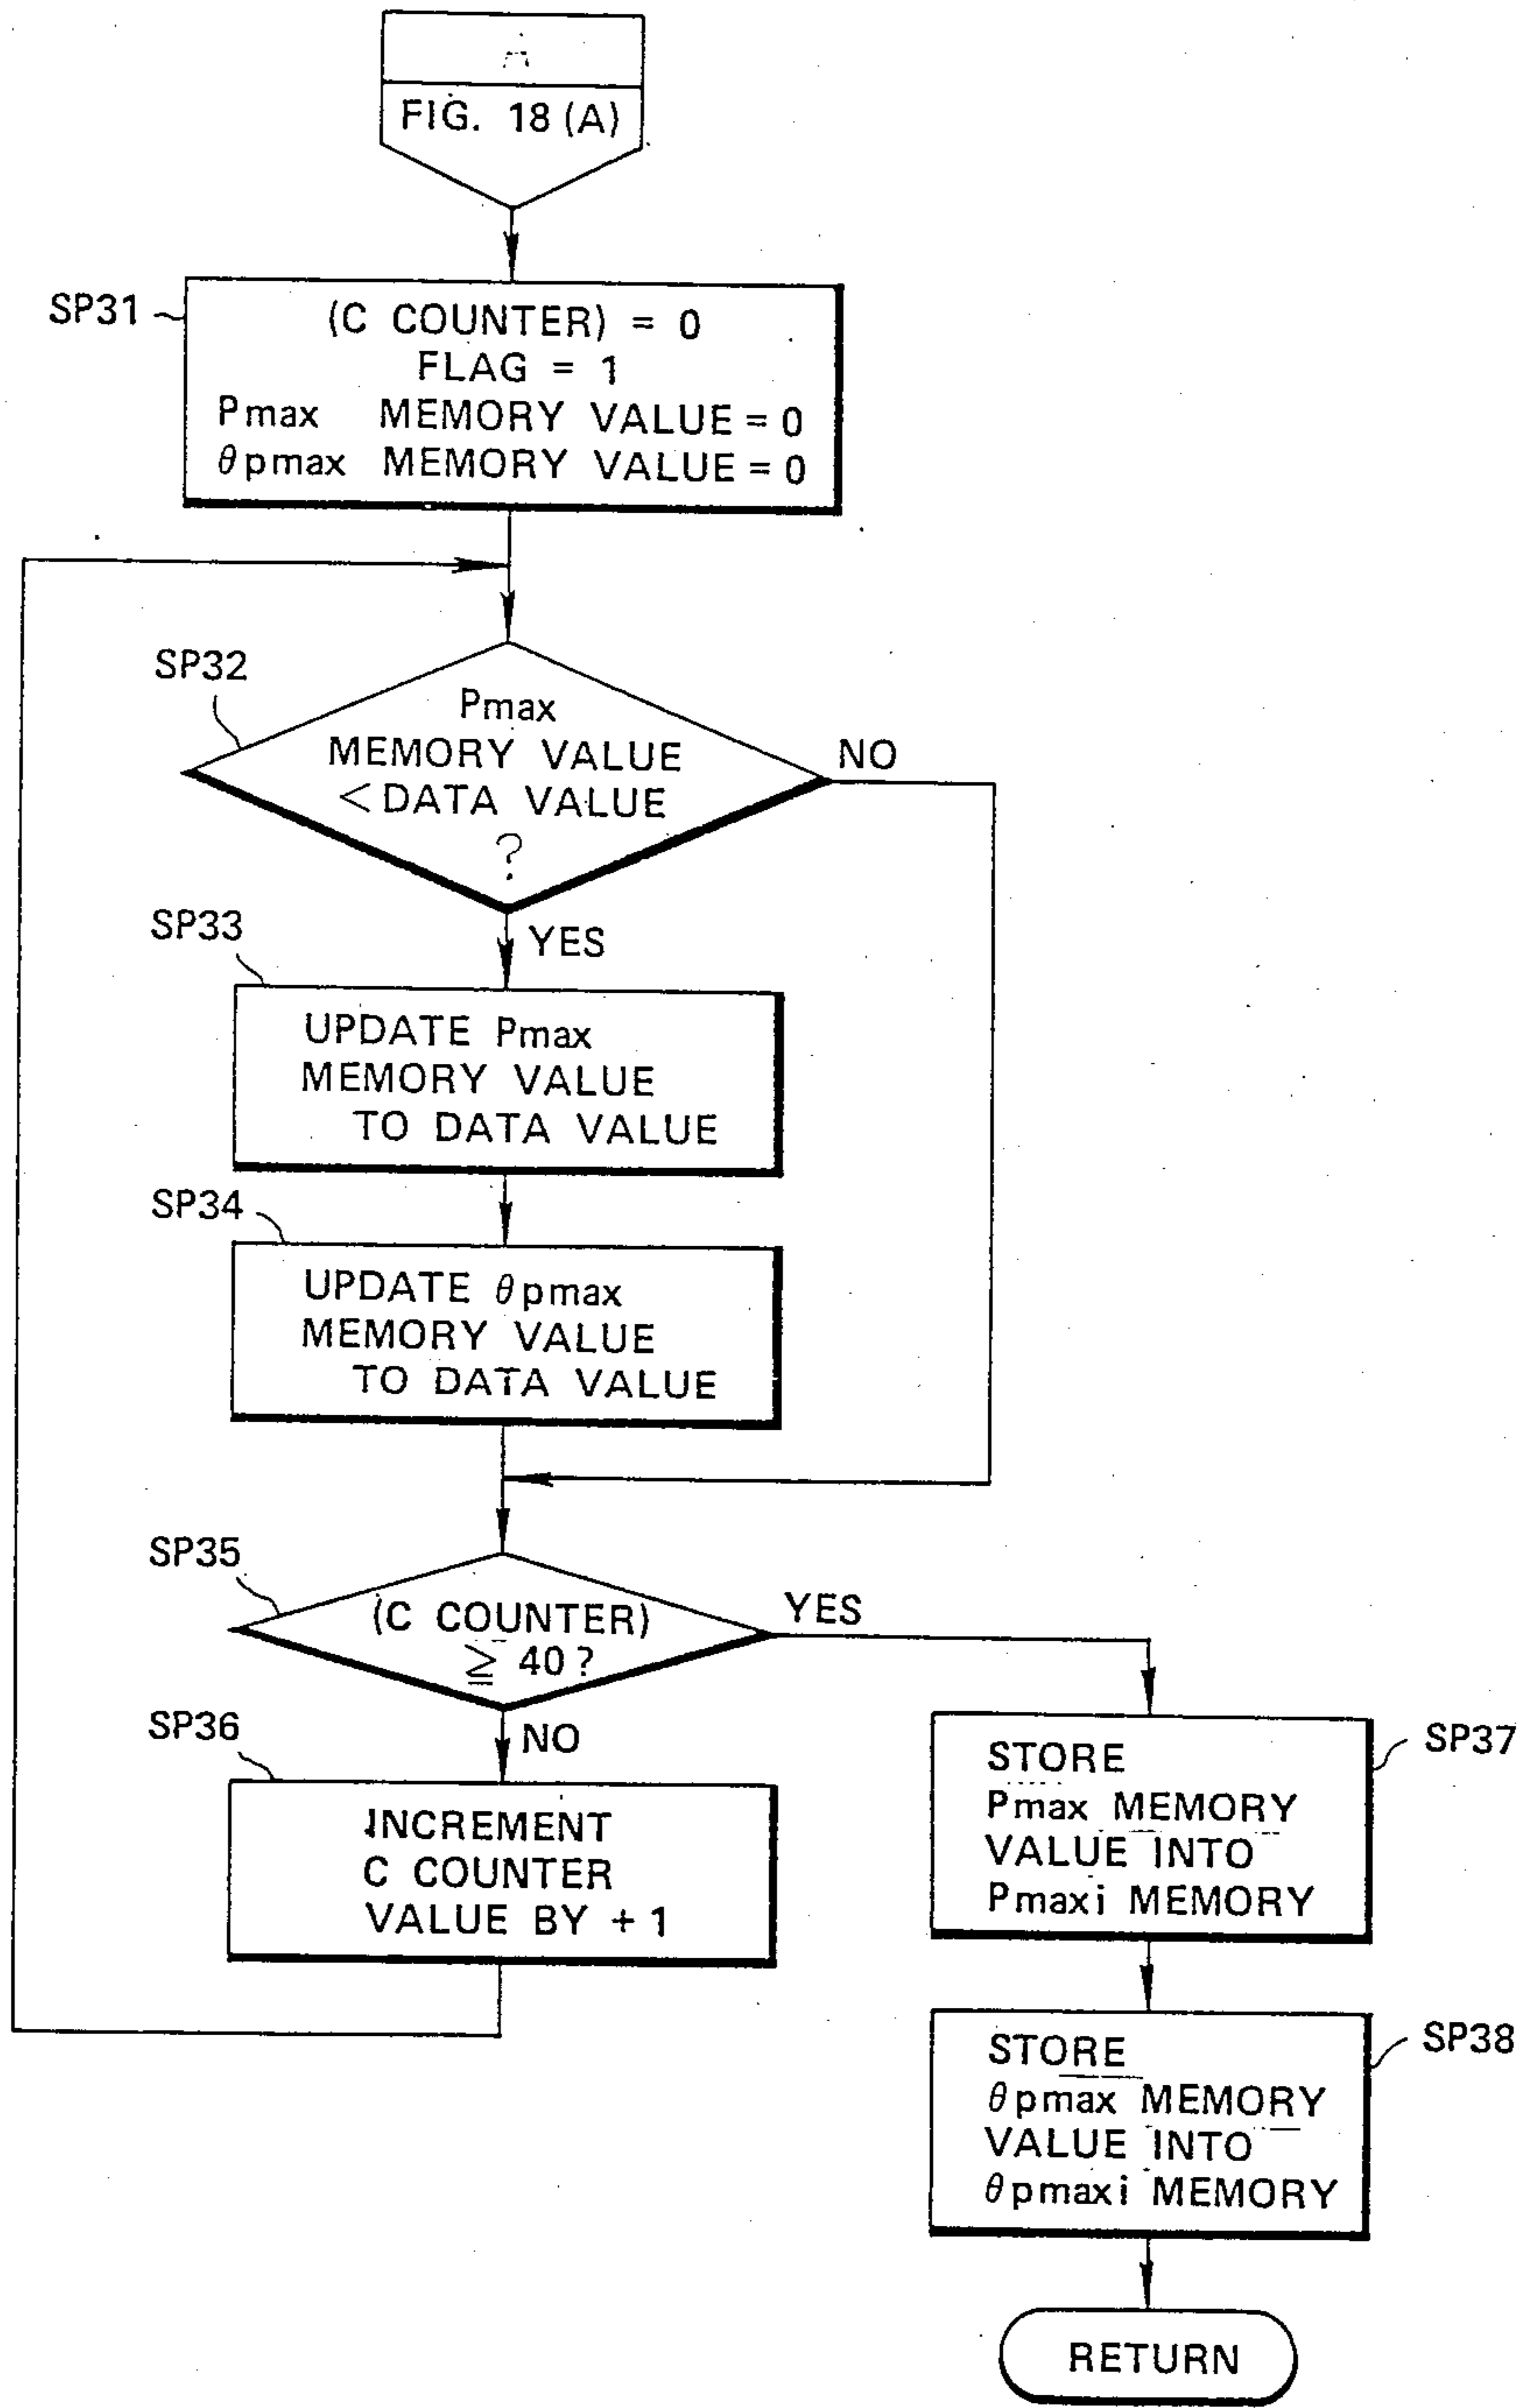 FIG. 18 (A)
SP31
(C COUNTER) = 0
FLAG = 1
Pmax MEMORY VALUE = 0
θpmax MEMORY VALUE = 0
SP32
Pmax
MEMORY VALUE
< DATA VALUE
?
NO
YES
SP33
UPDATE Pmax
MEMORY VALUE
TO DATA VALUE
SP34
UPDATE θpmax
MEMORY VALUE
TO DATA VALUE
SP35
(C COUNTER)
≧ 40 ?
YES
NO
SP36
INCREMENT
C COUNTER
VALUE BY + 1
SP37
STORE
Pmax MEMORY
VALUE INTO
Pmaxi MEMORY
SP38
STORE
θpmax MEMORY
VALUE INTO
θpmaxi MEMORY
RETURN